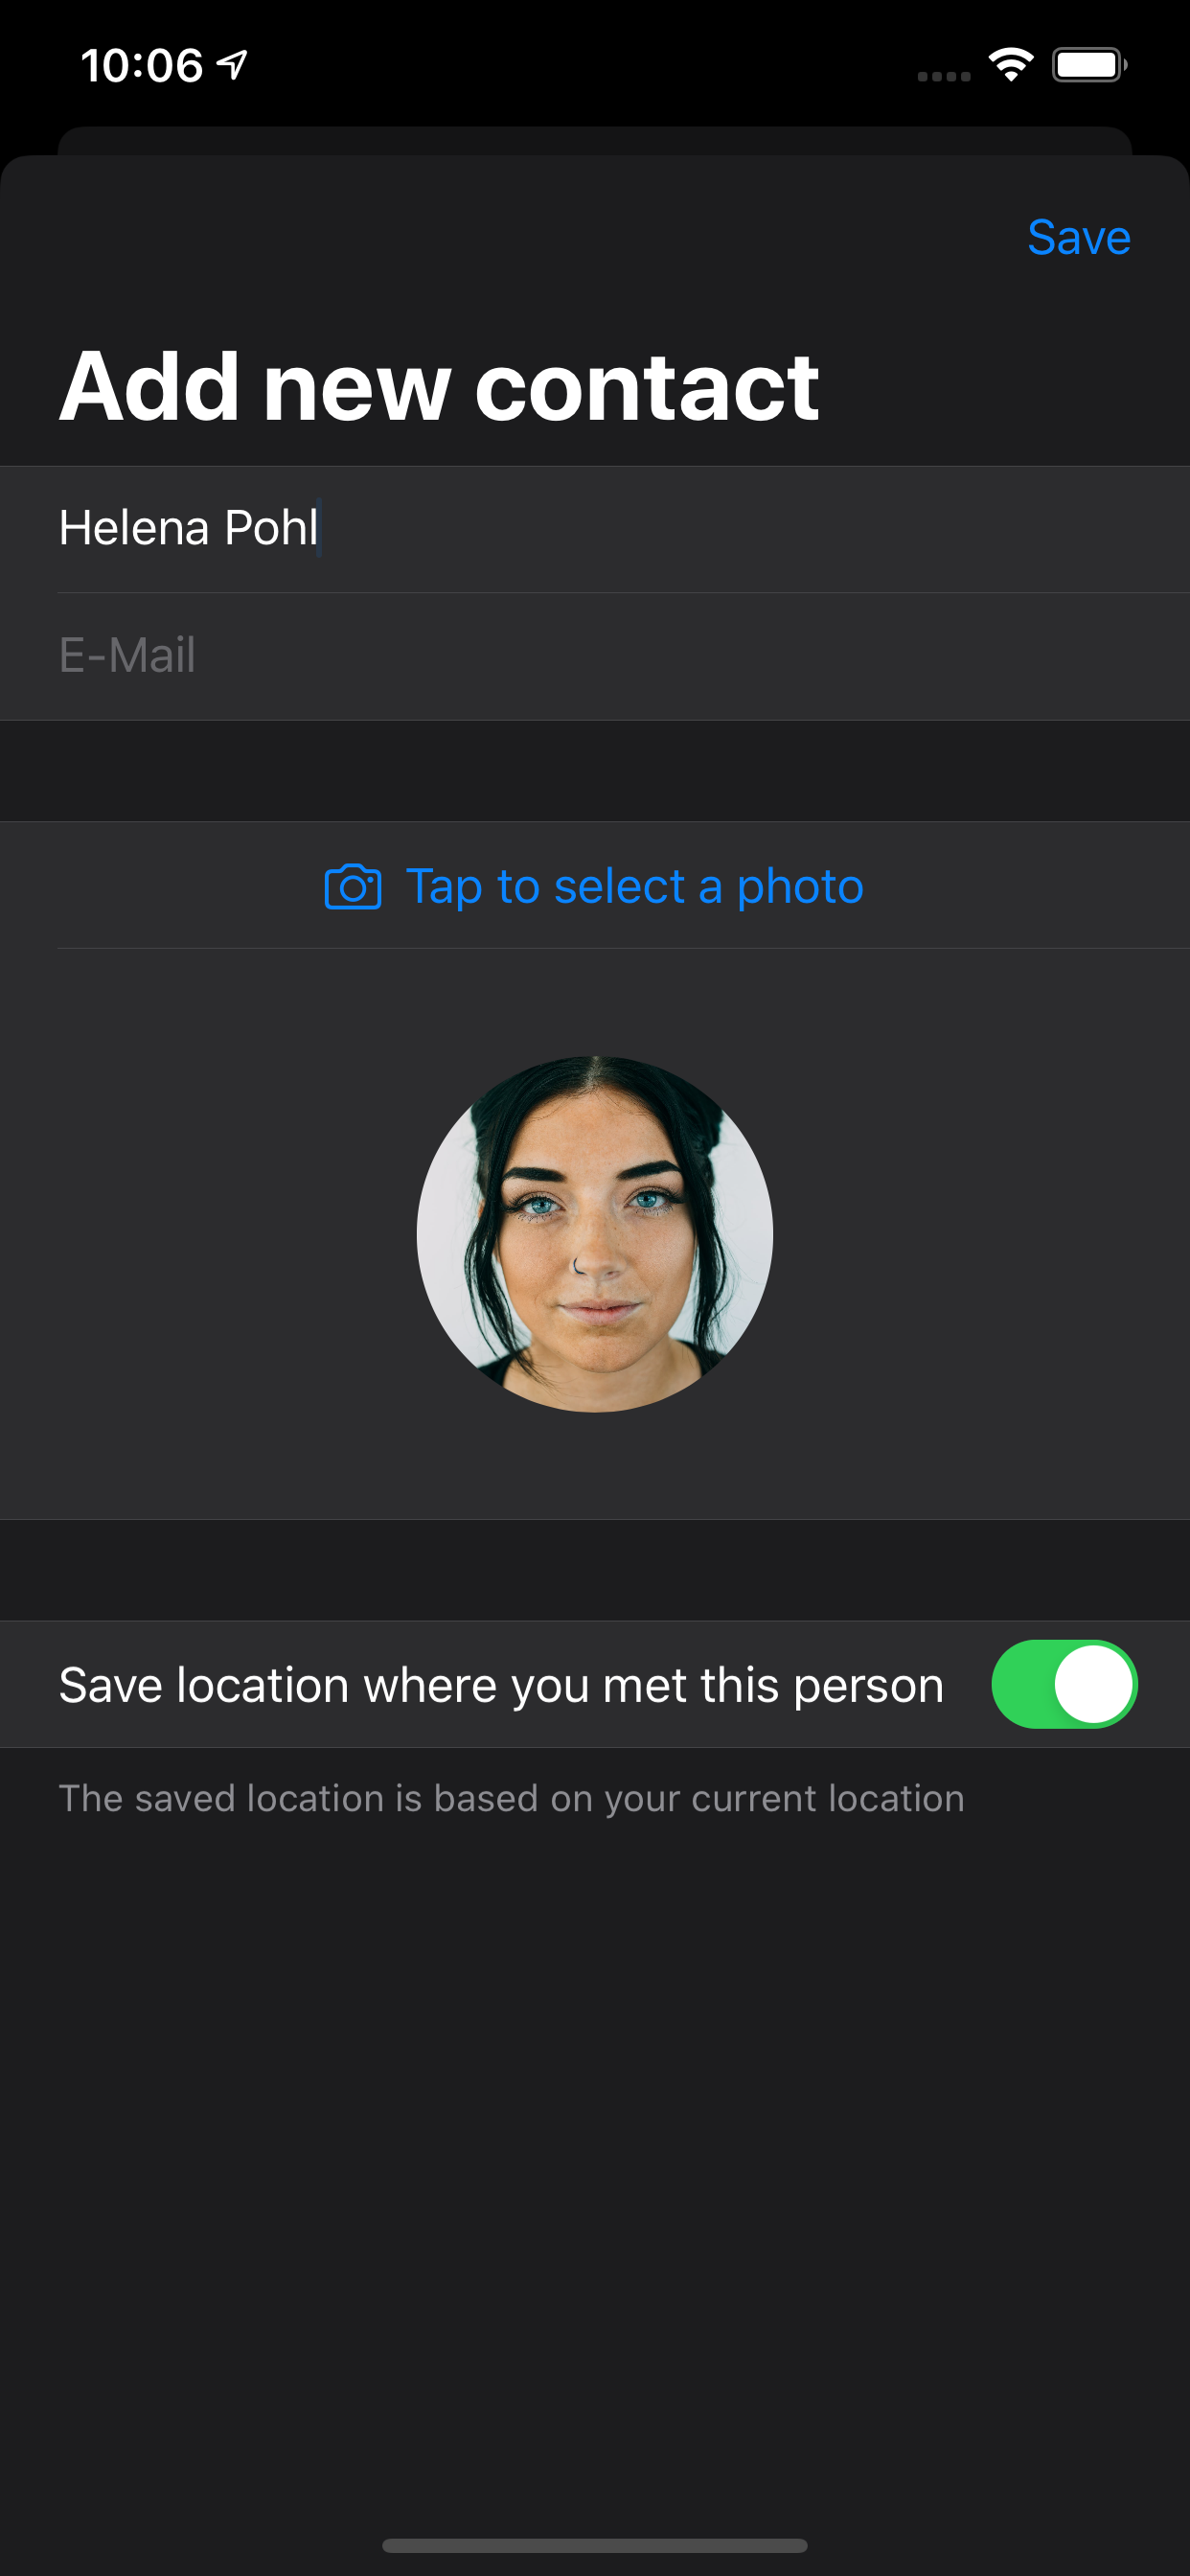 10:06
Save
Add new contact
Helena Pohl
E-Mail
Tap to select a photo
Save location where you met this person
The saved location is based on your current location